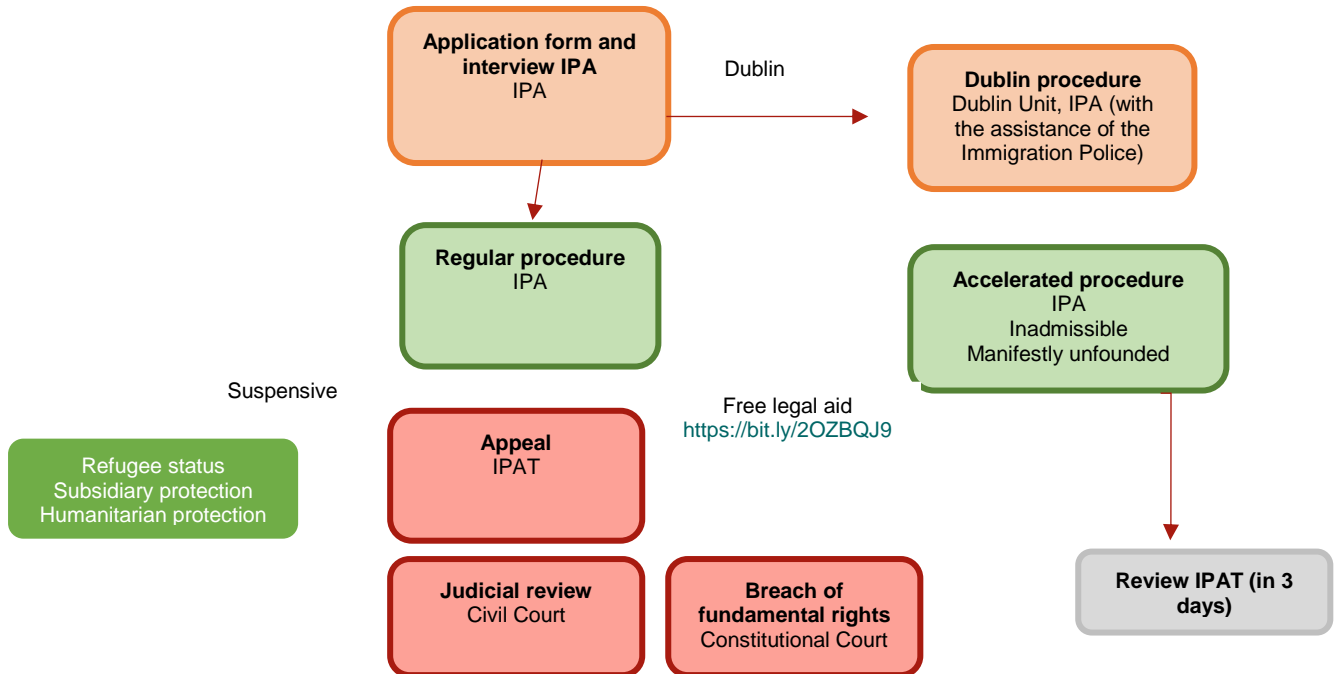 Application form and
interview IPA
IPA
Dublin
Dublin procedure
Dublin Unit, IPA (with
the assistance of the
Immigration Police)
Regular procedure
IPA
Accelerated procedure
IPA
Inadmissible
Manifestly unfounded
Suspensive
Free legal aid
https://bit.ly/2OZBQJ9
Appeal
IPAT
Refugee status
Subsidiary protection
Humanitarian protection
Judicial review
Civil Court
Breach of
fundamental rights
Constitutional Court
Review IPAT (in 3
days)